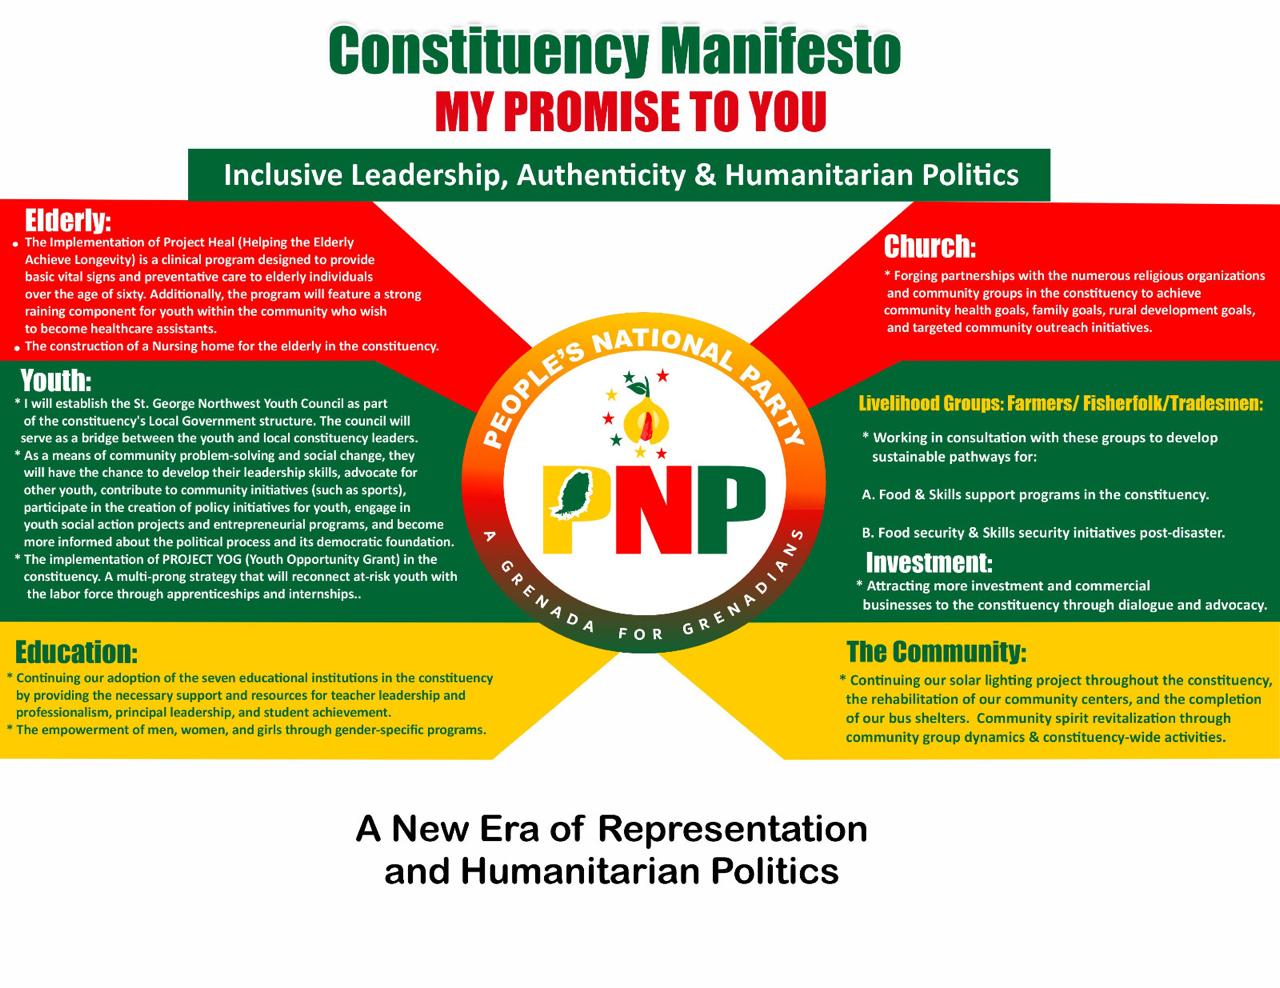 Constituency Manifesto
MY PROMISE TO YOU
Inclusive Leadership, Authenticity & Humanitarian Politics
Elderly:
• The Implementation of Project Heal (Helping the Elderly
Achieve Longevity) is a clinical program designed to provide
basic vital signs and preventative care to elderly individuals
over the age of sixty. Additionally, the program will feature a strong
raining component for youth within the community who wish
to become healthcare assistants.
• The construction of a Nursing home for the elderly in the constituency.
Youth:
* I will establish the St. George Northwest Youth Council as part
of the constituency's Local Government structure. The council will
serve as a bridge between the youth and local constituency leaders.
* As a means of community problem-solving and social change, they
will have the chance to develop their leadership skills, advocate for
other youth, contribute to community initiatives (such as sports),
participate in the creation of policy initiatives for youth, engage in
youth social action projects and entrepreneurial programs, and become
more informed about the political process and its democratic foundation.
* The implementation of PROJECT YOG (Youth Opportunity Grant) in the
constituency. A multi-prong strategy that will reconnect at-risk youth with
the labor force through apprenticeships and internships..
Education:
* Continuing our adoption of the seven educational institutions in the constituency
by providing the necessary support and resources for teacher leadership and
professionalism, principal leadership, and student achievement.
* The empowerment of men, women, and girls through gender-specific programs.
PEOPLE'S NATIONAL PARTY
PNP
A GRENADA FOR GRENADIANS
Church:
* Forging partnerships with the numerous religious organizations
and community groups in the constituency to achieve
community health goals, family goals, rural development goals,
and targeted community outreach initiatives.
Livelihood Groups: Farmers/ Fisherfolk/Tradesmen:
* Working in consultation with these groups to develop
sustainable pathways for:
A. Food & Skills support programs in the constituency.
B. Food security & Skills security initiatives post-disaster.
Investment:
* Attracting more investment and commercial
businesses to the constituency through dialogue and advocacy.
The Community:
* Continuing our solar lighting project throughout the constituency,
the rehabilitation of our community centers, and the completion
of our bus shelters. Community spirit revitalization through
community group dynamics & constituency-wide activities.
A New Era of Representation
and Humanitarian Politics